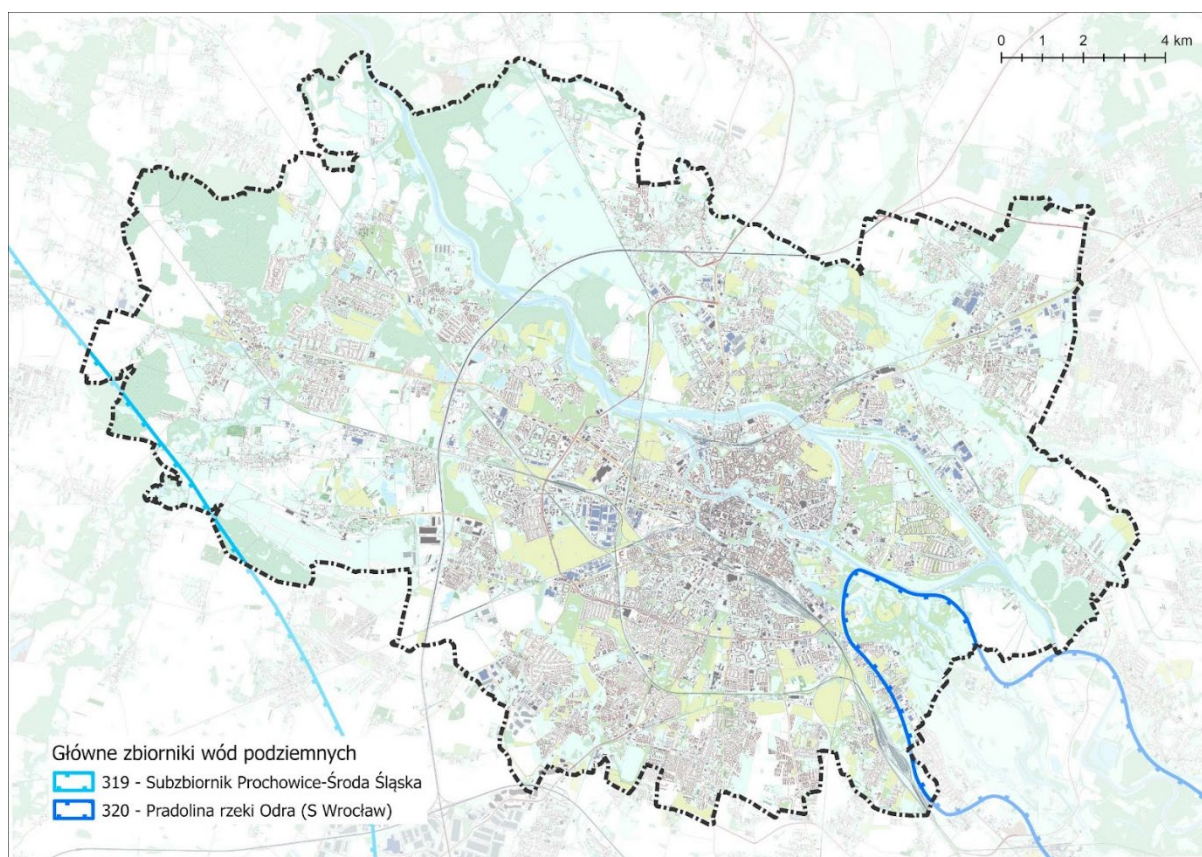 0 1 2 4 km
Główne zbiorniki wód podziemnych
319 - Subzbiornik Prochowice-Środa Śląska
320 - Pradolina rzeki Odra (S Wrocław)